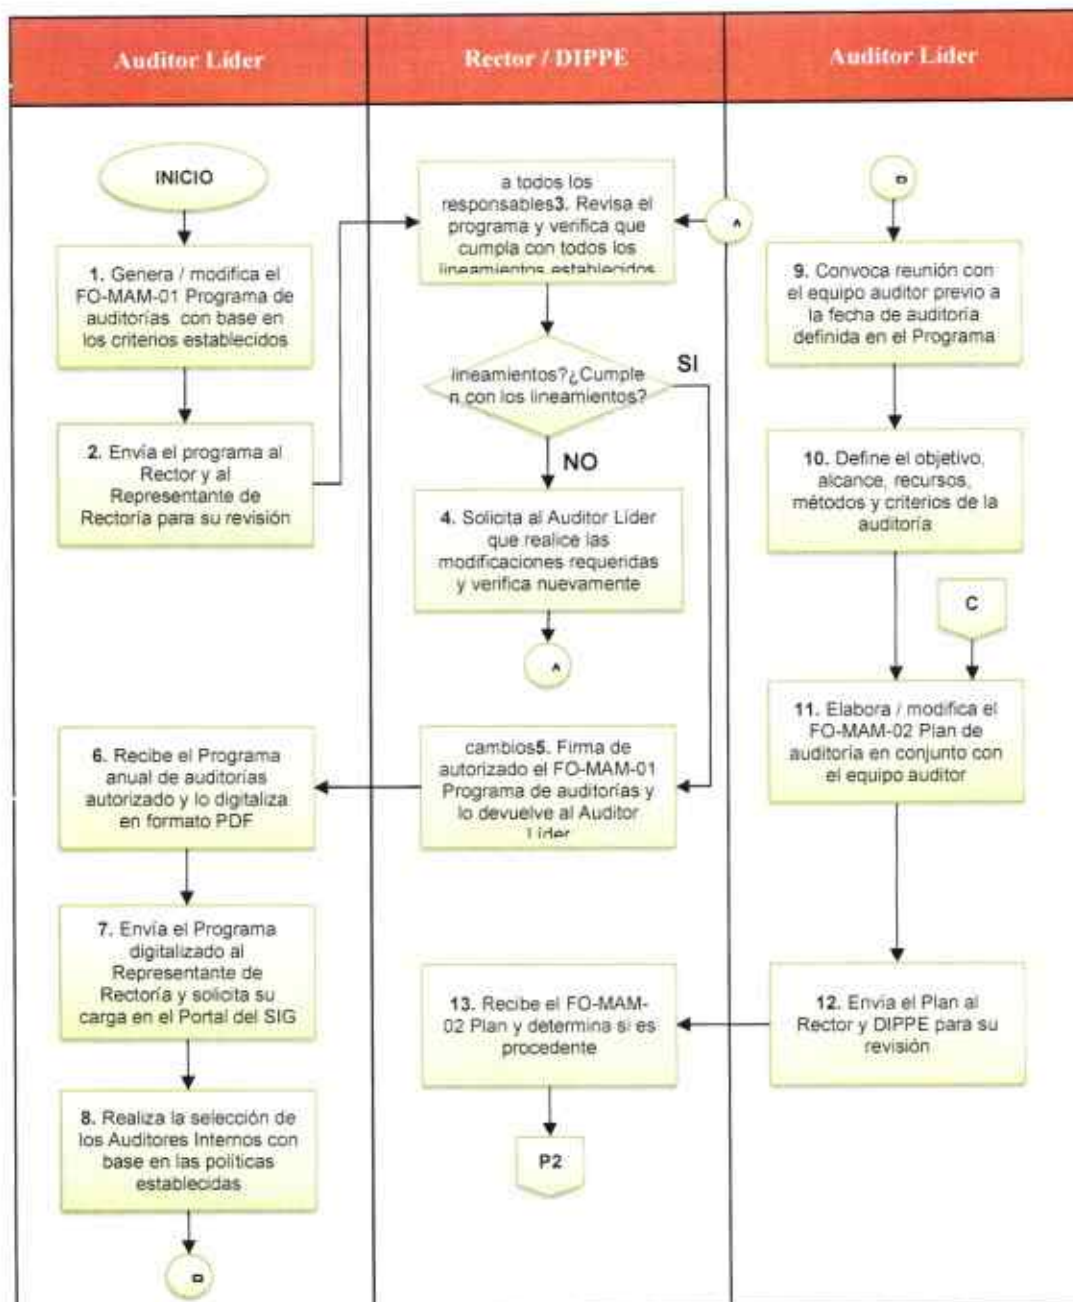 Auditor Líder
INICIO
1. Genera / modifica el
FO-MAM-01 Programa de
auditorías con base en
los criterios establecidos
2. Envía el programa al
Rector y al
Representante de
Rectoría para su revisión
6. Recibe el Programa
anual de auditorías
autorizado y lo digitaliza
en formato PDF
7. Envía el Programa
digitalizado al
Representante de
Rectoría y solicita su
carga en el Portal del SIG
8. Realiza la selección de
los Auditores Internos con
base en las políticas
establecidas
Rector / DIPPE
a todos los
responsables3. Revisa el
programa y verifica que
cumpla con todos los
lineamientos establecidos
A
lineamientos?¿Cumple
n con los lineamientos?
SI
NO
4. Solicita al Auditor Líder
que realice las
modificaciones requeridas
y verifica nuevamente
A
cambios5. Firma de
autorizado el FO-MAM-01
Programa de auditorías y
lo devuelve al Auditor
Líder
13. Recibe el FO-MAM-
02 Plan y determina si es
procedente
P2
Auditor Líder
9. Convoca reunión con
el equipo auditor previo a
la fecha de auditoría
definida en el Programa
10. Define el objetivo,
alcance, recursos,
métodos y criterios de la
auditoría
C
11. Elabora / modifica el
FO-MAM-02 Plan de
auditoría en conjunto con
el equipo auditor
12. Envía el Plan al
Rector y DIPPE para su
revisión